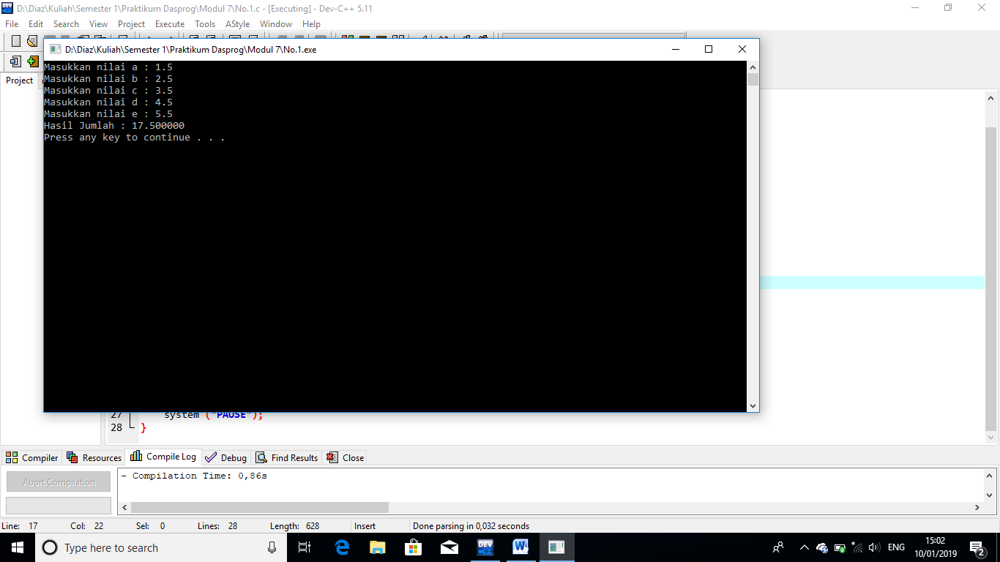 D:\Diaz\Kuliah\Semester 1\Praktikum Dasprog\Modul 7\No.1.c - [Executing] - Dev-C++ 5.11
File Edit Search View Project Execute Tools AStyle Window Help
D:\Diaz\Kuliah\Semester 1\Praktikum Dasprog\Modul 7\No.1.exe
Project
Masukkan nilai a : 1.5
Masukkan nilai b : 2.5
Masukkan nilai c : 3.5
Masukkan nilai d : 4.5
Masukkan nilai e : 5.5
Hasil Jumlah : 17.500000
Press any key to continue . . .
27 system ("PAUSE");
28 }
Compiler Resources Compile Log Debug Find Results Close
Abort Compilation
- Compilation Time: 0,86s
Line: 17 Col: 22 Sel: 0 Lines: 28 Length: 628 Insert Done parsing in 0,032 seconds
Type here to search
DEV
ENG
15:02
10/01/2019
2